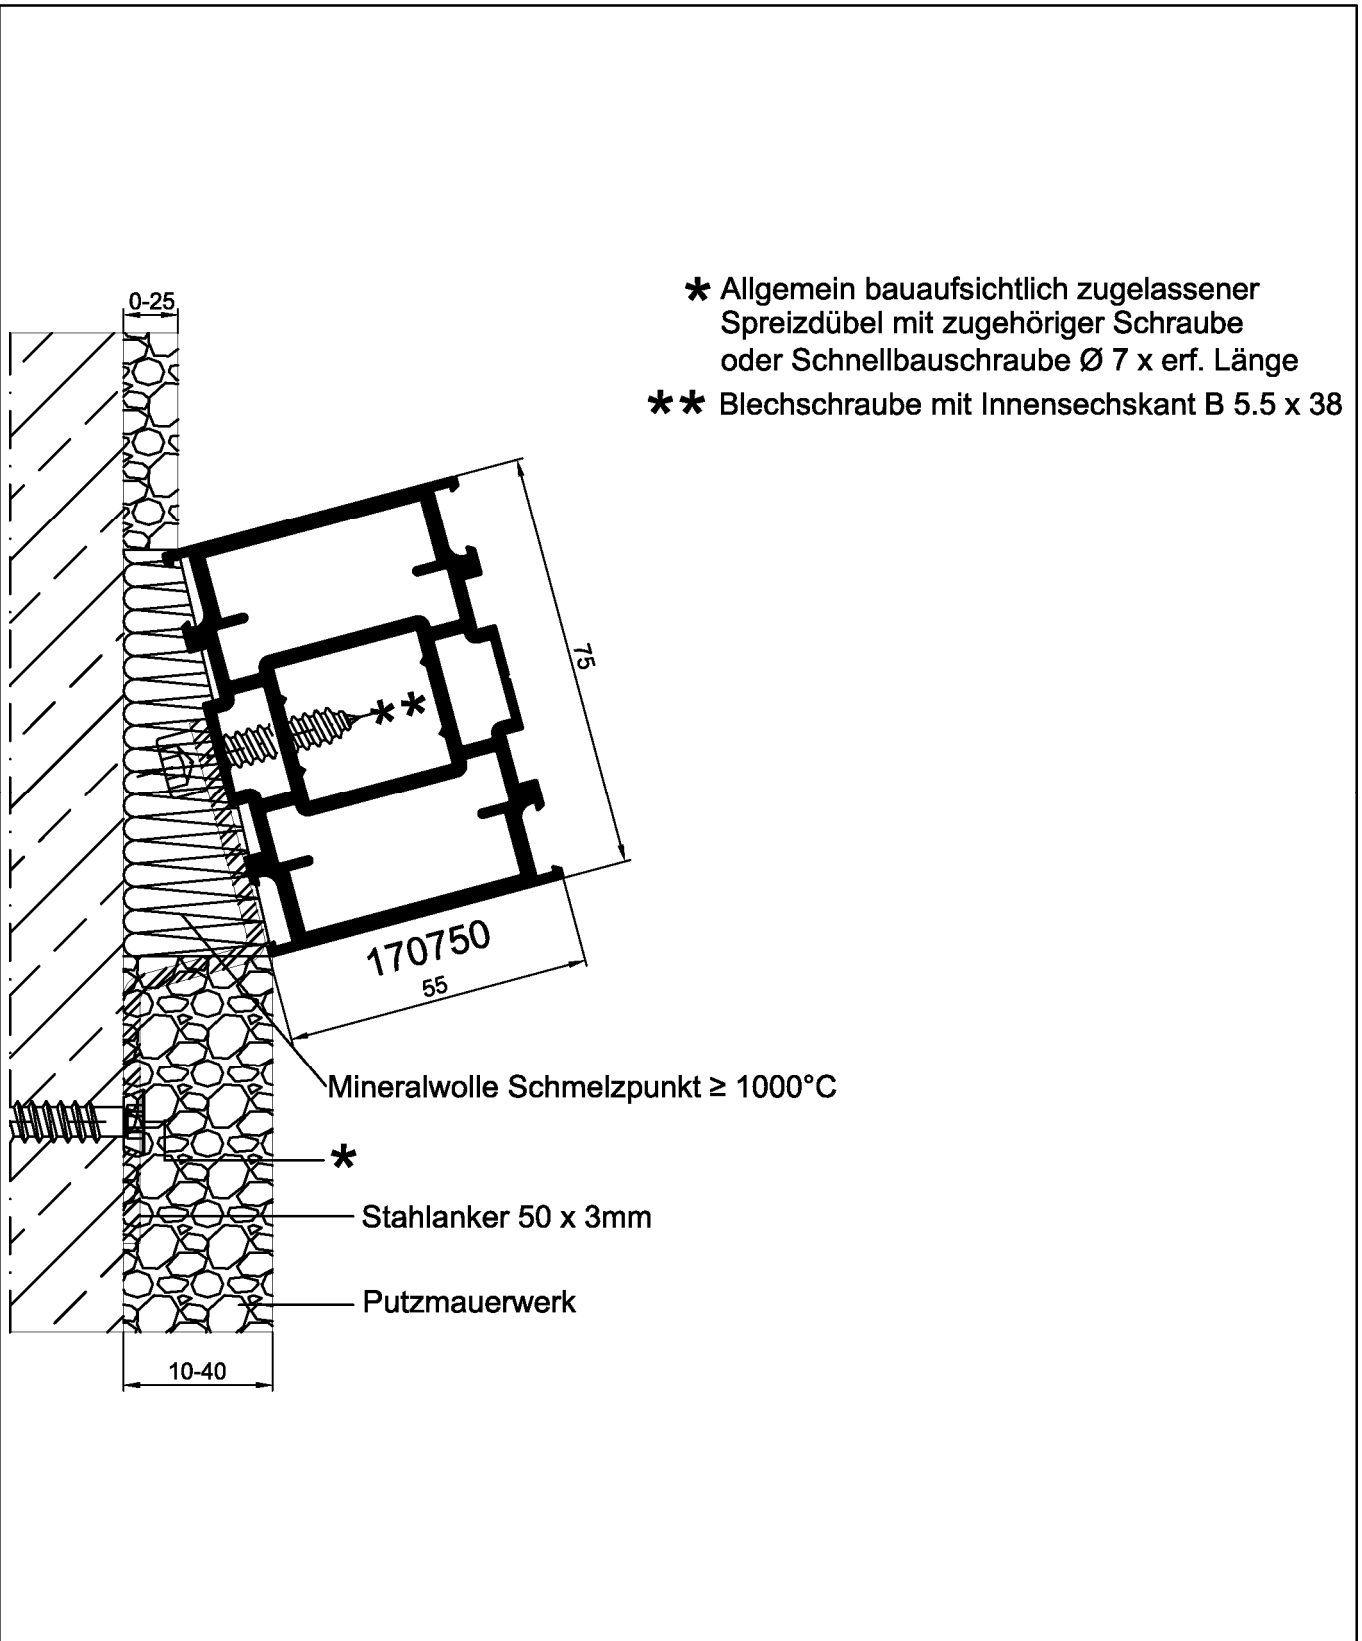 0-25
* Allgemein bauaufsichtlich zugelassener
Spreizdübel mit zugehöriger Schraube
oder Schnellbauschraube Ø 7 x erf. Länge
** Blechschraube mit Innensechskant B 5.5 x 38
75
**
170750
55
Mineralwolle Schmelzpunkt ≥ 1000°C
*
Stahlanker 50 x 3mm
Putzmauerwerk
10-40